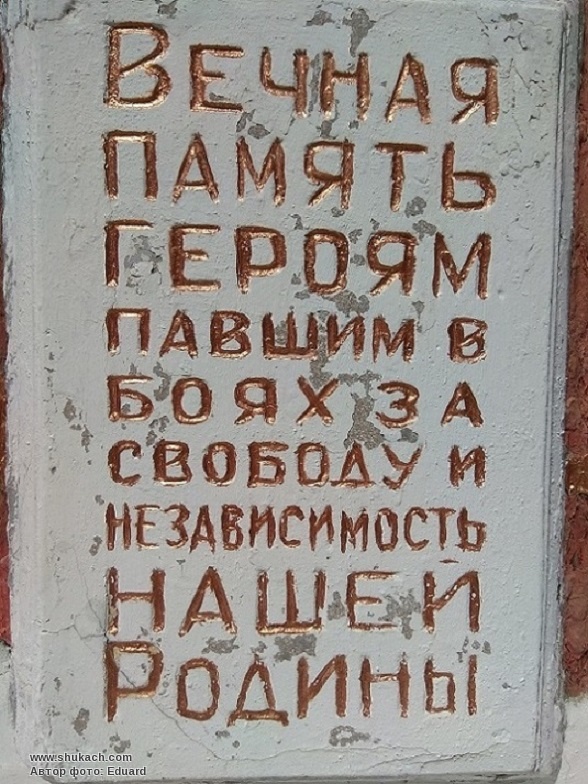 Вечная
память
героям
павшим в
боях за
свободу и
независимость
нашей
Родины
www.shukach.com
Автор фото: Eduard